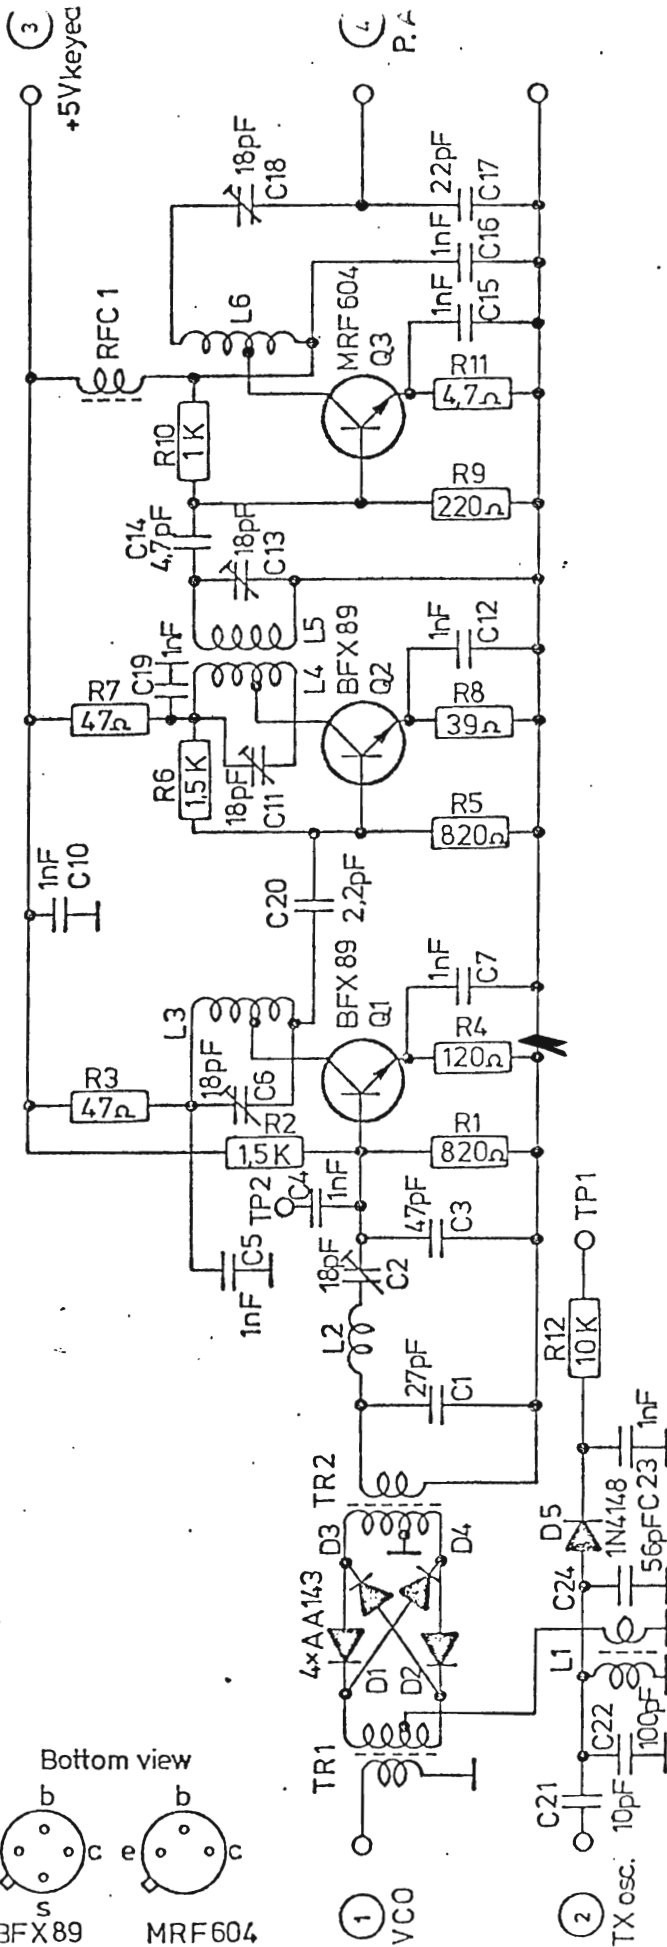 3
+5Vkeyed
4
P.A
RFC 1
L6
18pF
C18
22pF
C17
1nF
C16
1nF
C15
MRF604
Q3
R11
4,7Ω
R10
1K
R9
220Ω
C14
4,7pF
18pF
C13
L5
1nF
C19
L4
R7
47Ω
R6
1,5K
18pF
C11
BFX89
Q2
1nF
C12
R8
39Ω
R5
820Ω
1nF
C10
C20
2,2pF
L3
BFX89
Q1
1nF
C7
R3
47Ω
18pF
C6
R4
120Ω
R2
1,5K
R1
820Ω
TP2
C4
1nF
C5
1nF
47pF
C3
18pF
C2
L2
27pF
C1
TP1
R12
10K
TR2
D3
D4
4xAA143
D1
D2
TR1
D5
1N4148
1nF
C23
56pF
C24
L1
C22
100pF
C21
10pF
1
VCO
2
TX osc.
Bottom view
b
c
s
BFX89
b
e
c
MRF604